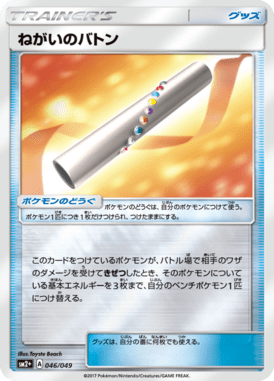 TRAINER'S
グッズ
ねがいのバトン
ポケモンのどうぐ
ポケモンのどうぐは、自分のポケモンにつけて使う。
ポケモン1匹につき1枚だけつけられ、つけたままにする。
このカードをつけているポケモンが、バトル場で相手のワザ
のダメージを受けてきぜつしたとき、そのポケモンについて
いる基本エネルギーを3枚まで、自分のベンチポケモン1匹
につけ替える。
グッズは、自分の番に何枚でも使える。
illus. Toyste Beach
SM2+ A 046/049
©2017 Pokémon/Nintendo/Creatures/GAME FREAK.